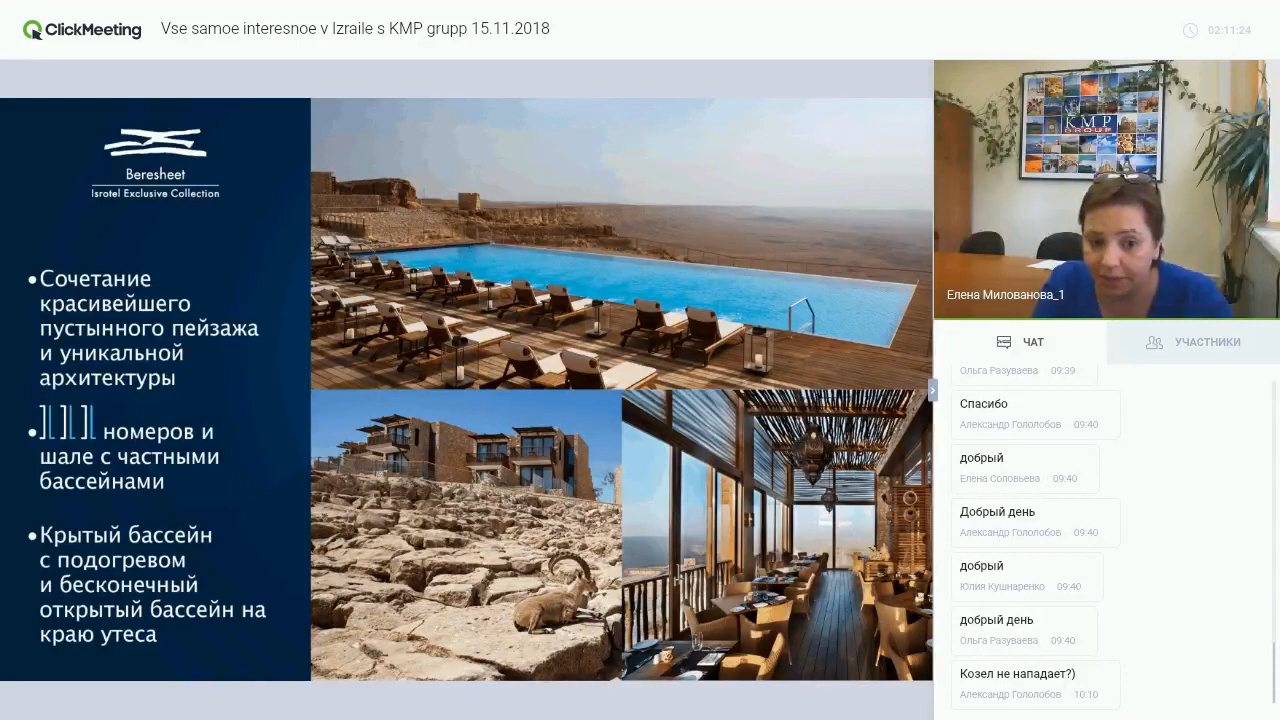 ClickMeeting
Vse samoe interesnoe v Izraile s KMP grupp 15.11.2018
02:11:24
Beresheet
Isrotel Exclusive Collection
•Сочетание
красивейшего
пустынного пейзажа
и уникальной
архитектуры
• номеров и
шале с частными
бассейнами
•Крытый бассейн
с подогревом
и бесконечный
открытый бассейн на
краю утеса
KMP
GROUP
Елена Милованова_1
ЧАТ
УЧАСТНИКИ
Ольга Разуваева 09:39
Спасибо
Александр Гололобов 09:40
добрый
Елена Соловьева 09:40
Добрый день
Александр Гололобов 09:40
добрый
Юлия Кушнаренко 09:40
добрый день
Ольга Разуваева 09:40
Козел не нападает?)
Александр Гололобов 10:10